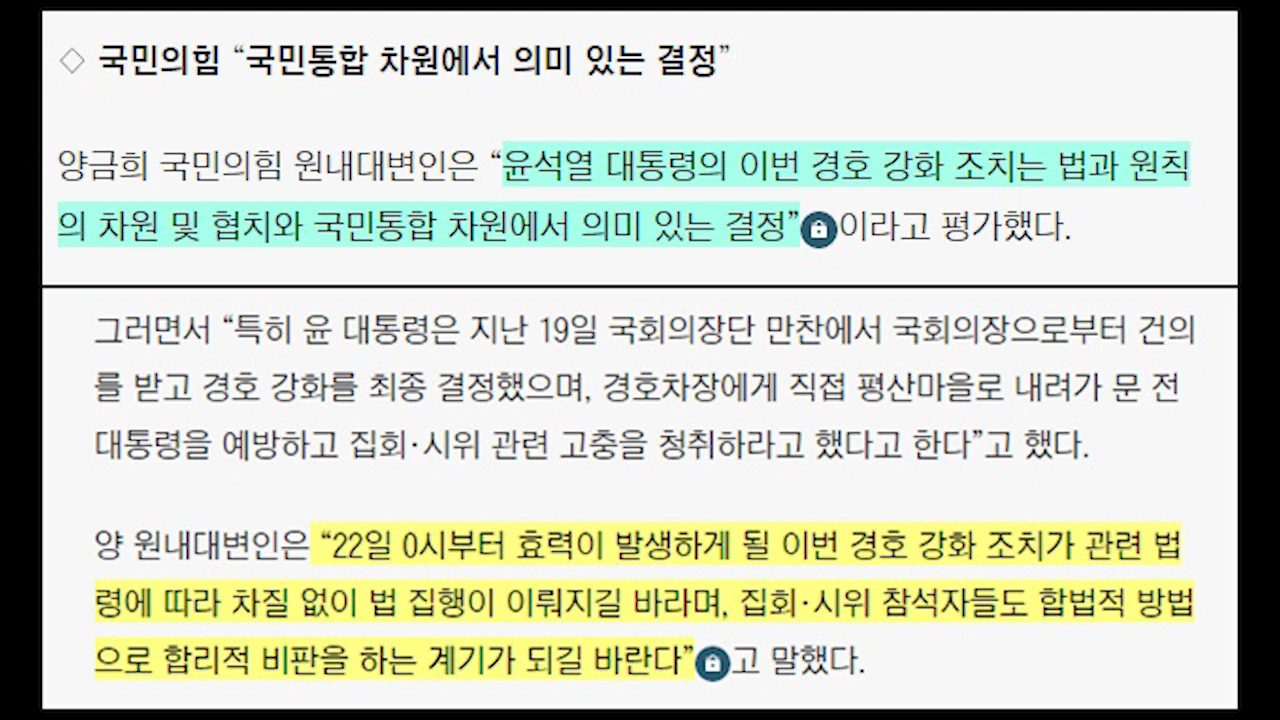 ◇ 국민의힘 “국민통합 차원에서 의미 있는 결정”
양금희 국민의힘 원내대변인은 “윤석열 대통령의 이번 경호 강화 조치는 법과 원칙
의 차원 및 협치와 국민통합 차원에서 의미 있는 결정”이라고 평가했다.
그러면서 “특히 윤 대통령은 지난 19일 국회의장단 만찬에서 국회의장으로부터 건의
를 받고 경호 강화를 최종 결정했으며, 경호차장에게 직접 평산마을로 내려가 문 전
대통령을 예방하고 집회·시위 관련 고충을 청취하라고 했다고 한다”고 했다.
양 원내대변인은 “22일 0시부터 효력이 발생하게 될 이번 경호 강화 조치가 관련 법
령에 따라 차질 없이 법 집행이 이뤄지길 바라며, 집회·시위 참석자들도 합법적 방법
으로 합리적 비판을 하는 계기가 되길 바란다”고 말했다.